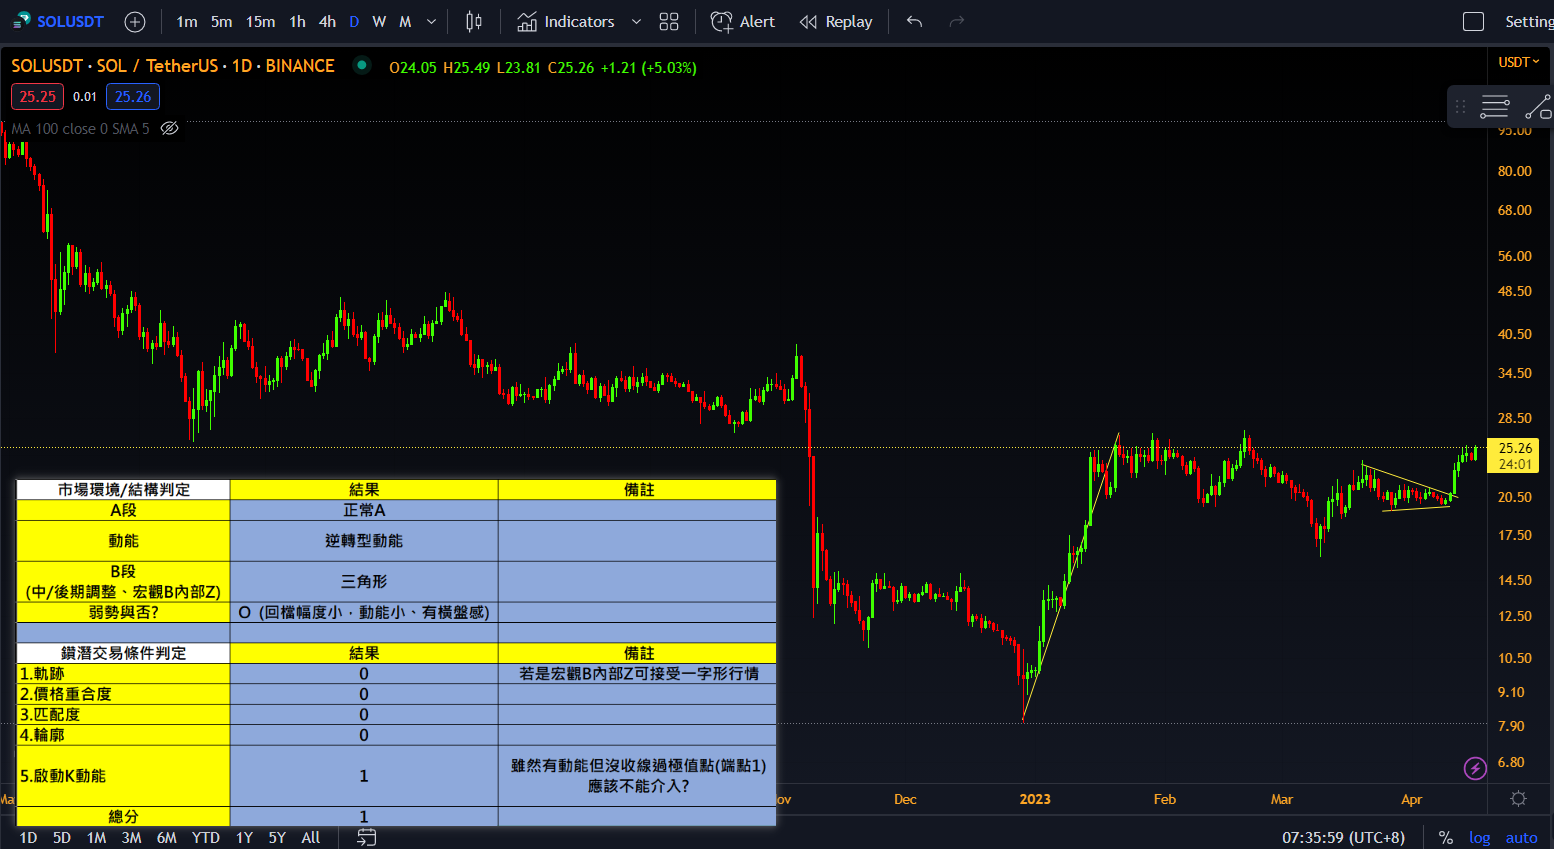 SOLUSDT 1m 5m 15m 1h 4h D W M Indicators Alert Replay Setting
SOLUSDT · SOL / TetherUS · 1D · BINANCE O24.05 H25.49 L23.81 C25.26 +1.21 (+5.03%) USDT
25.25 0.01 25.26
MA 100 close 0 SMA 5
95.00
80.00
68.00
56.00
48.50
40.50
34.50
28.50
25.26
24:01
20.50
17.50
14.50
12.50
10.50
9.10
7.90
6.80
市場環境/結構判定 結果 備註
A段 正常A
動能 逆轉型動能
B段
(中/後期調整、宏觀B內部Z) 三角形
弱勢與否? O (回檔幅度小，動能小、有橫盤感)
鑽潛交易條件判定 結果 備註
1.軌跡 0 若是宏觀B內部Z可接受一字形行情
2.價格重合度 0
3.匹配度 0
4.輪廓 0
5.啟動K動能 1 雖然有動能但沒收線過極值點(端點1)
應該不能介入?
總分 1
Ma ov Dec 2023 Feb Mar Apr
1D 5D 1M 3M 6M YTD 1Y 5Y All 07:35:59 (UTC+8) % log auto